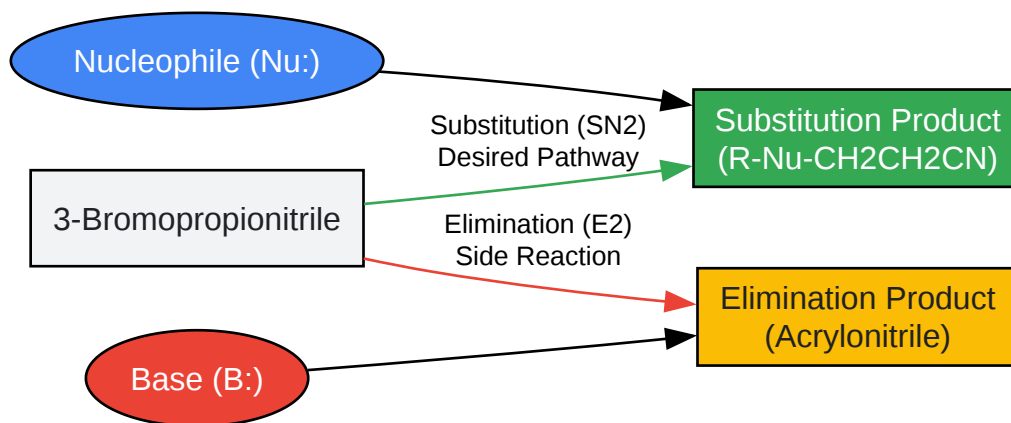 Nucleophile (Nu:)
Substitution (SN2)
Desired Pathway
Substitution Product
(R-Nu-CH2CH2CN)
3-Bromopropionitrile
Elimination (E2)
Side Reaction
Elimination Product
(Acrylonitrile)
Base (B:)